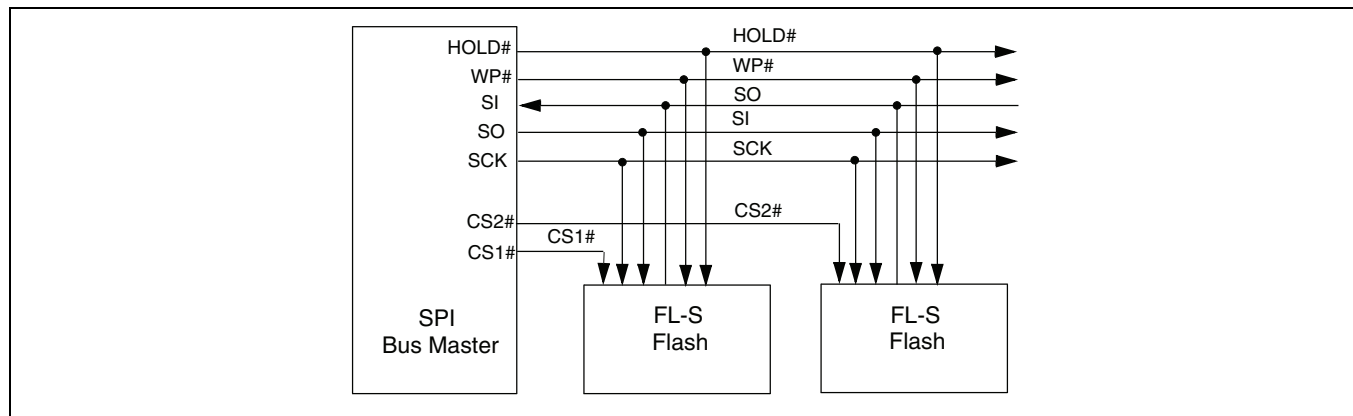 HOLD# HOLD#
WP# WP#
SI SO
SO SI
SCK SCK
CS2# CS2#
CS1# CS1#
SPI
Bus Master
FL-S
Flash
FL-S
Flash